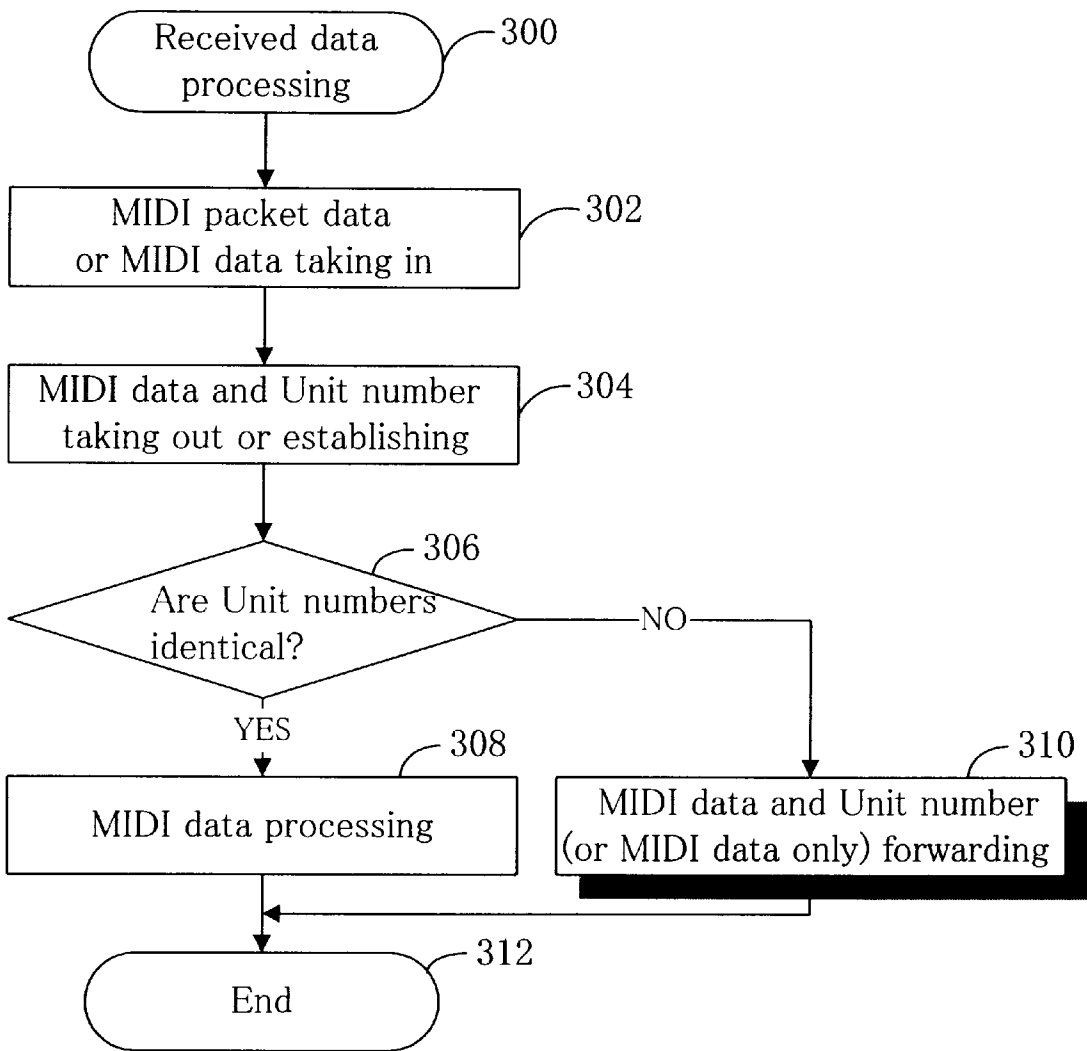 Received data
processing
300
MIDI packet data
or MIDI data taking in
302
MIDI data and Unit number
taking out or establishing
304
306
Are Unit numbers
identical?
NO
YES
308
MIDI data processing
310
MIDI data and Unit number
(or MIDI data only) forwarding
312
End